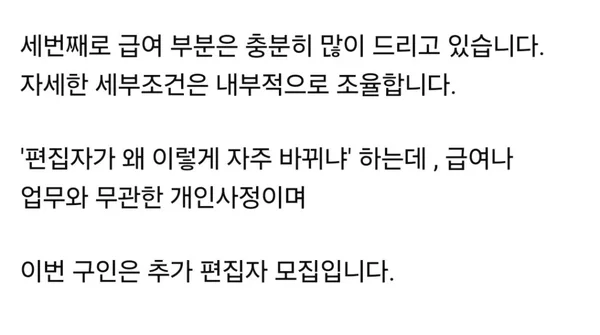 세번째로 급여 부분은 충분히 많이 드리고 있습니다.
자세한 세부조건은 내부적으로 조율합니다.
'편집자가 왜 이렇게 자주 바뀌냐' 하는데 , 급여나
업무와 무관한 개인사정이며
이번 구인은 추가 편집자 모집입니다.